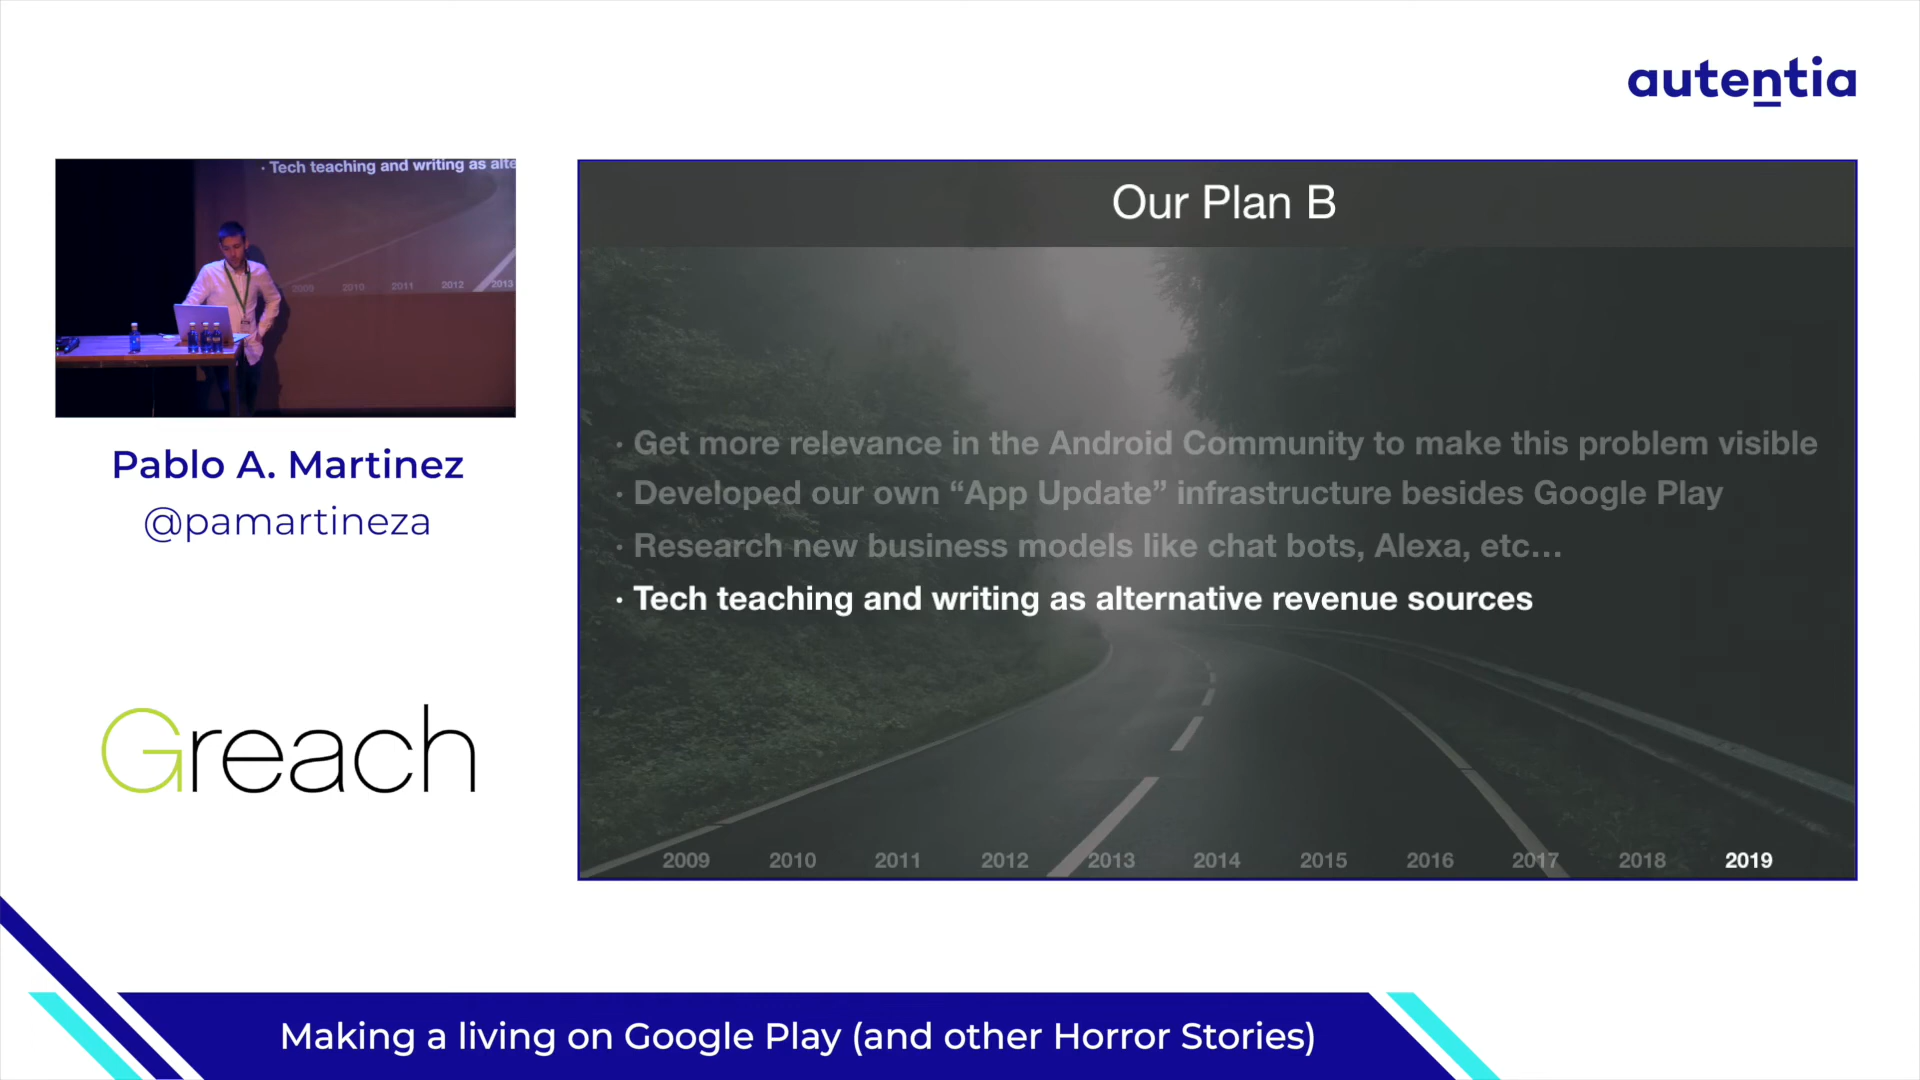 autentia
· Tech teaching and writing as alte
2009 2010 2011 2012 2013
Pablo A. Martinez
@pamartineza
Greach
Our Plan B
· Get more relevance in the Android Community to make this problem visible
· Developed our own “App Update” infrastructure besides Google Play
· Research new business models like chat bots, Alexa, etc...
· Tech teaching and writing as alternative revenue sources
2009 2010 2011 2012 2013 2014 2015 2016 2017 2018 2019
Making a living on Google Play (and other Horror Stories)